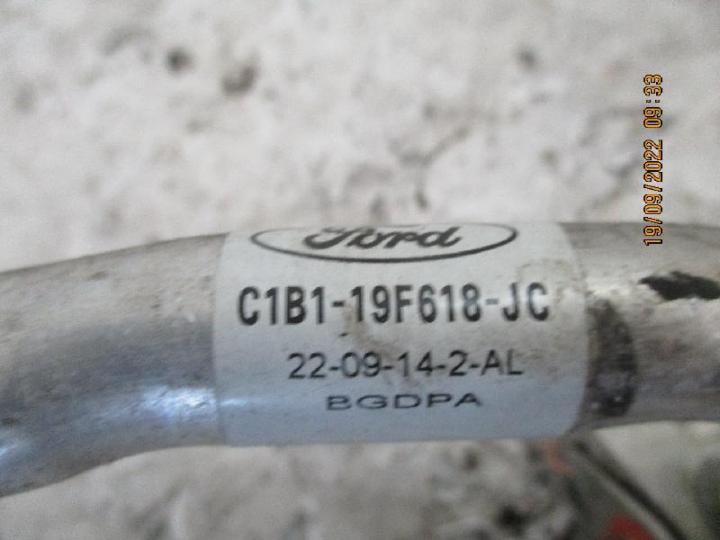 Ford
C1B1-19F618-JC
22-09-14-2-AL
BGDPA
19/09/2022 09:33